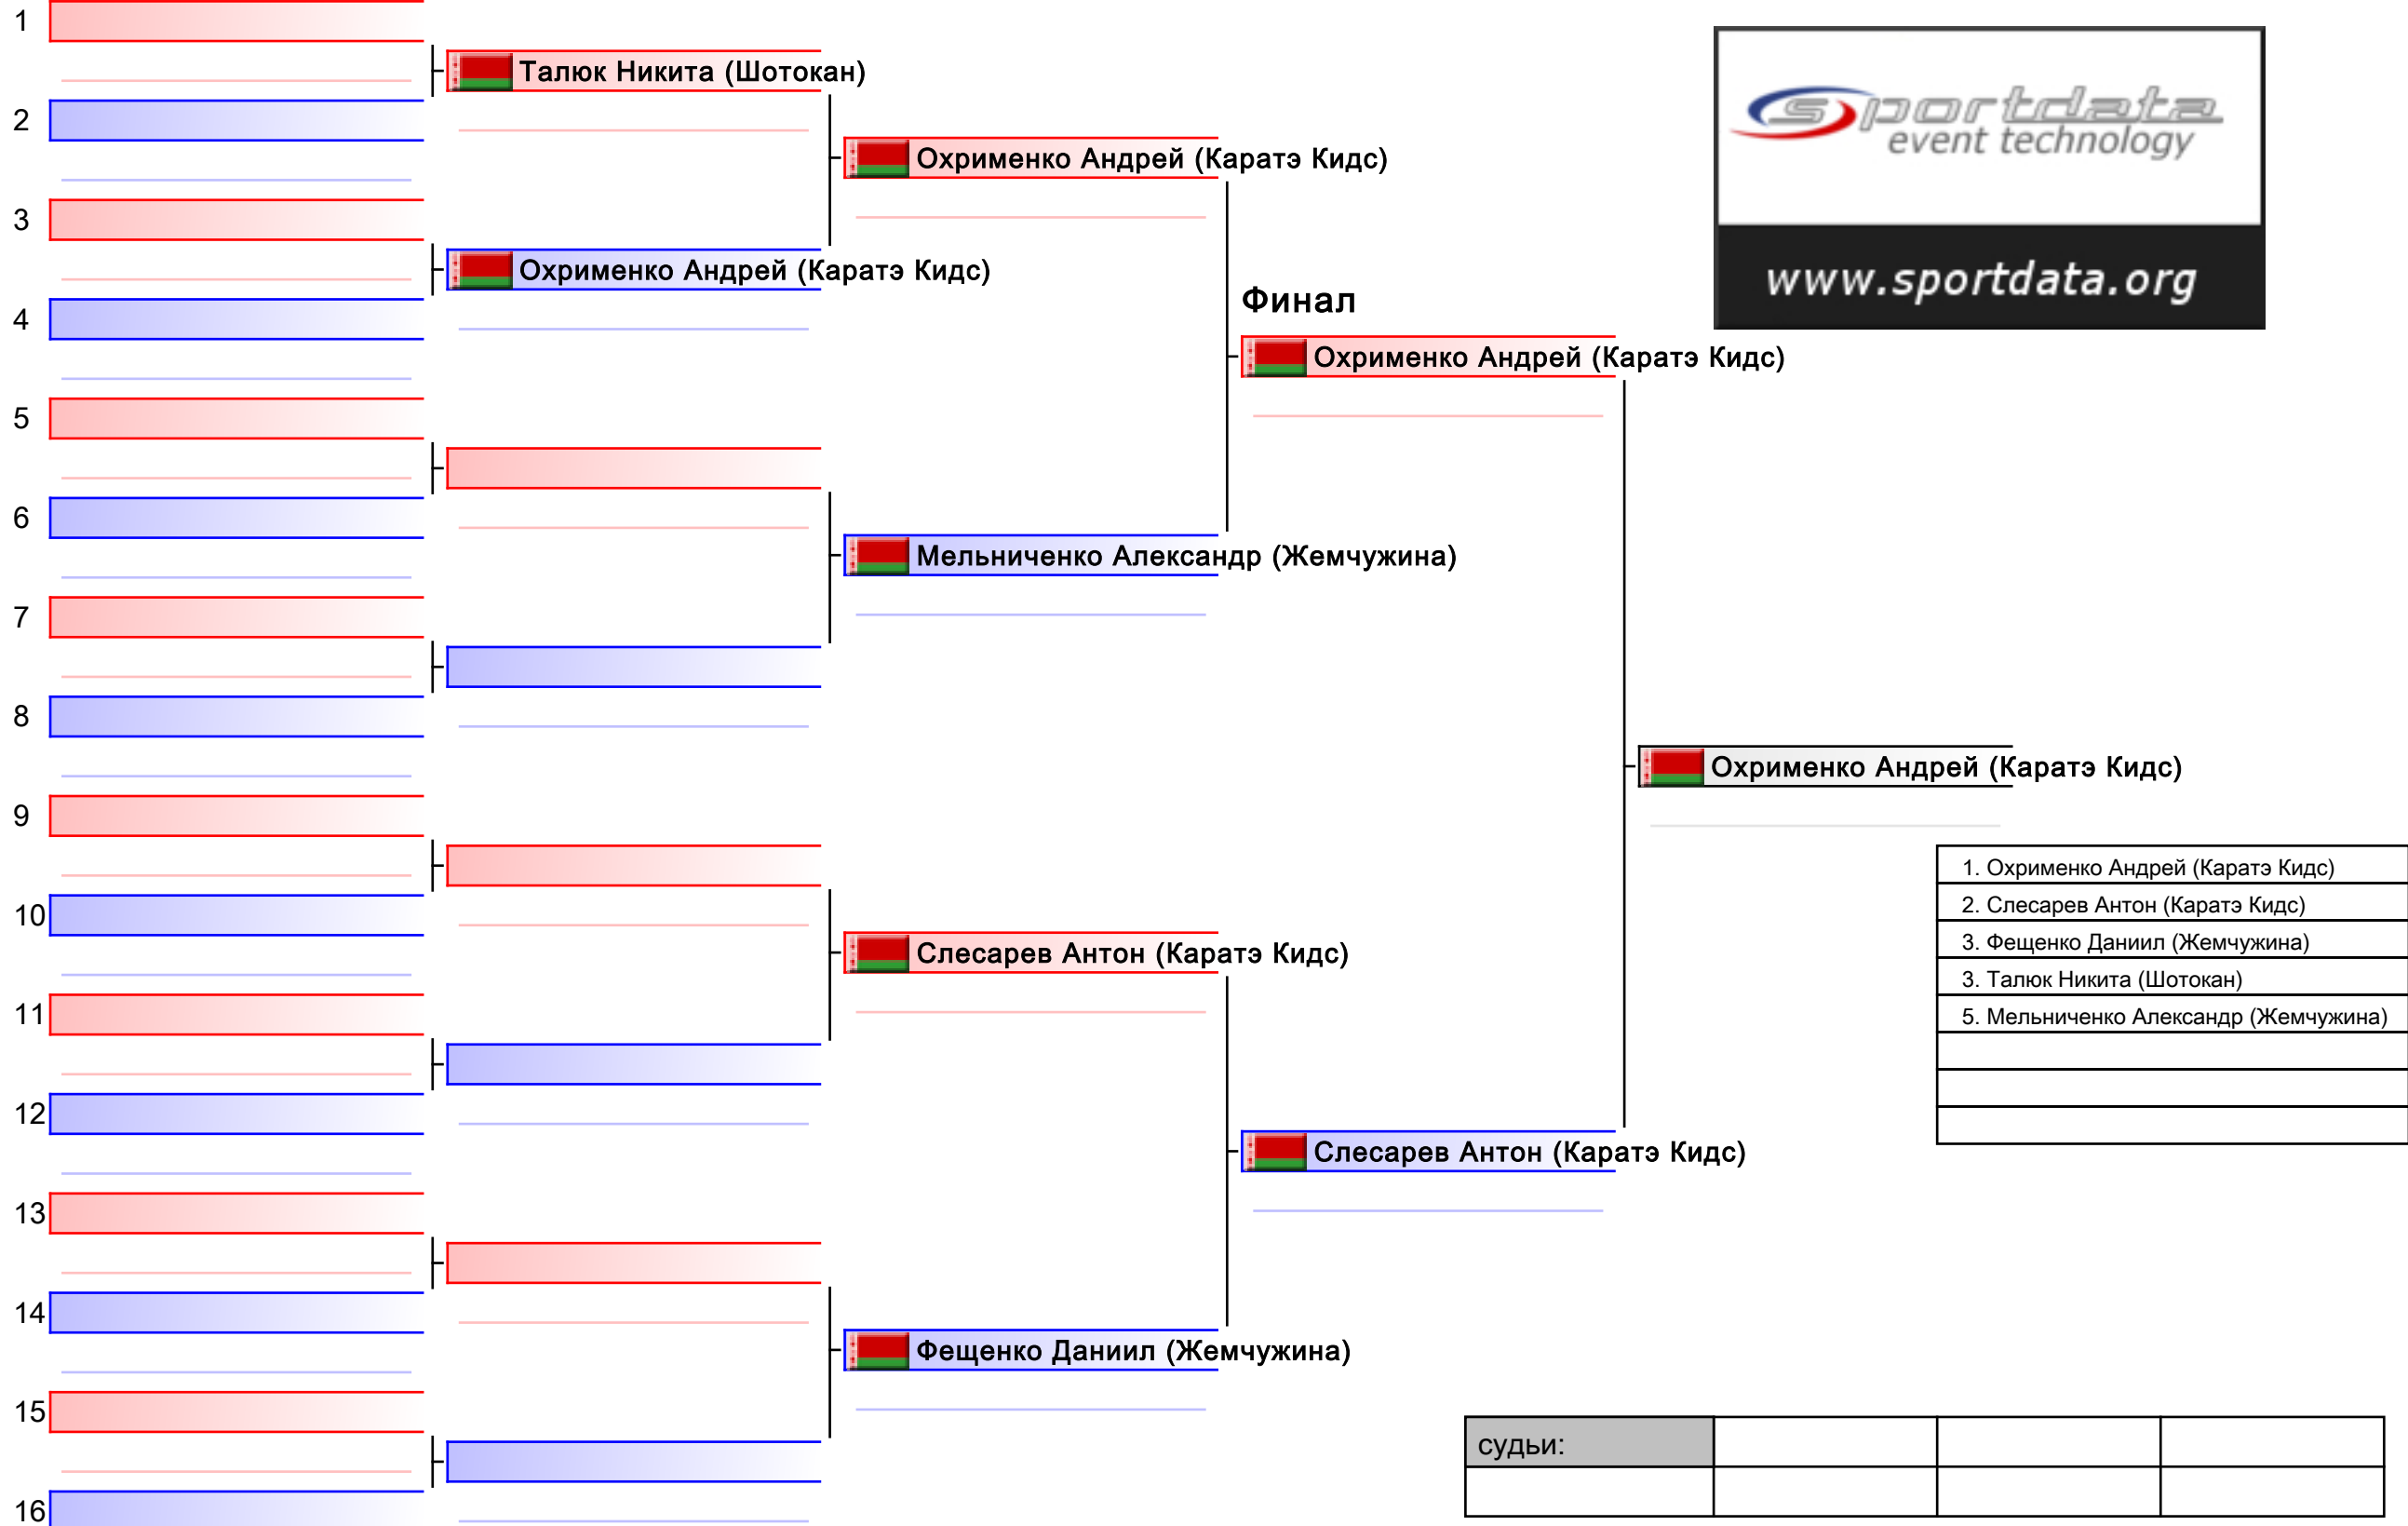 1
Талюк Никита (Шотокан)
2
Охрименко Андрей (Каратэ Кидс)
3
Охрименко Андрей (Каратэ Кидс)
4
5
6
Мельниченко Александр (Жемчужина)
7
8
9
10
Слесарев Антон (Каратэ Кидс)
11
12
13
14
Фещенко Даниил (Жемчужина)
15
16
Финал
Охрименко Андрей (Каратэ Кидс)
Слесарев Антон (Каратэ Кидс)
Охрименко Андрей (Каратэ Кидс)
sportdata
event technology
www.sportdata.org
1. Охрименко Андрей (Каратэ Кидс)
2. Слесарев Антон (Каратэ Кидс)
3. Фещенко Даниил (Жемчужина)
3. Талюк Никита (Шотокан)
5. Мельниченко Александр (Жемчужина)
судьи: